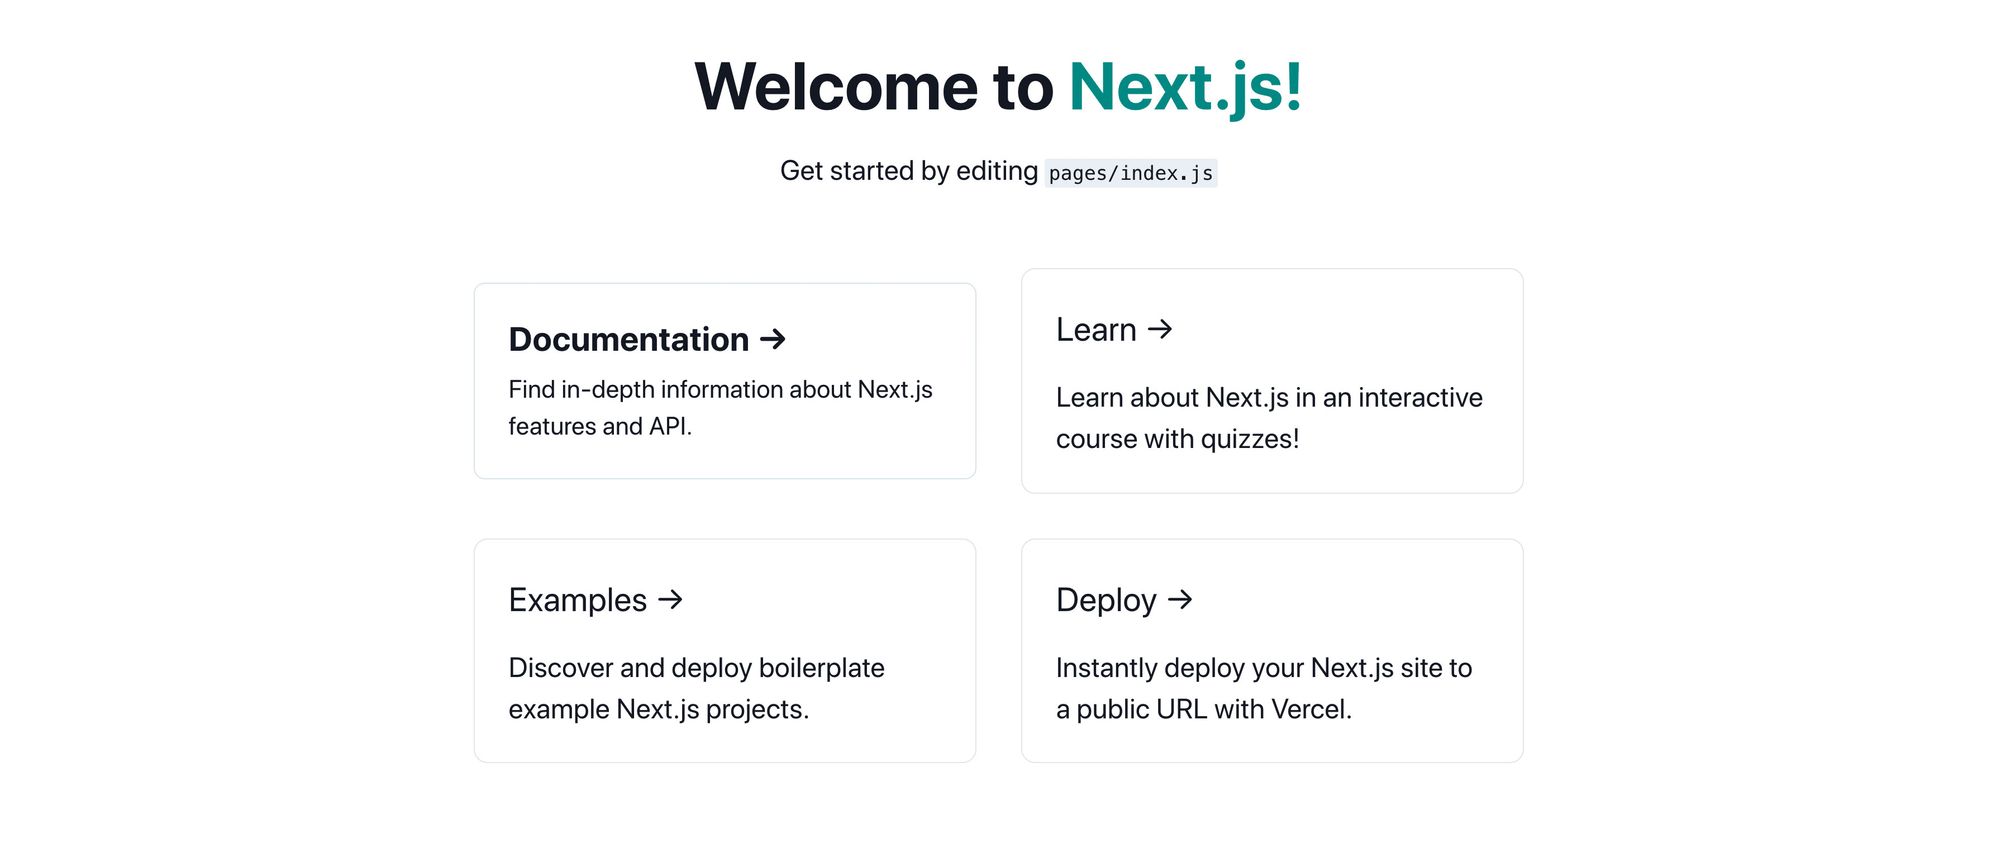 Welcome to Next.js!
Get started by editing pages/index.js
Documentation →
Find in-depth information about Next.js
features and API.
Learn →
Learn about Next.js in an interactive
course with quizzes!
Examples →
Discover and deploy boilerplate
example Next.js projects.
Deploy →
Instantly deploy your Next.js site to
a public URL with Vercel.